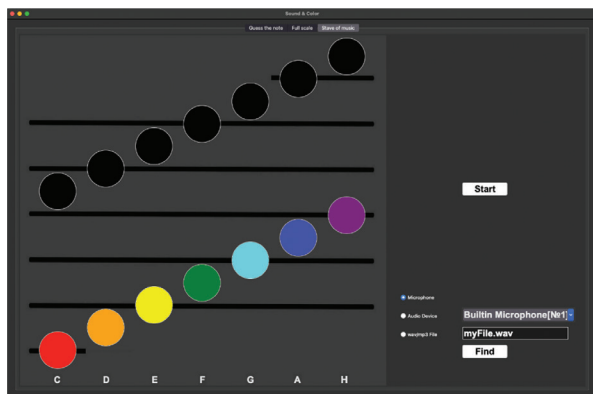 Sound & Color
Guess the note Full scale Stave of music
Start
Microphone
Audio Device Builtin Microphone[№1]
wav/mp3 File myFile.wav
Find
C D E F G A H